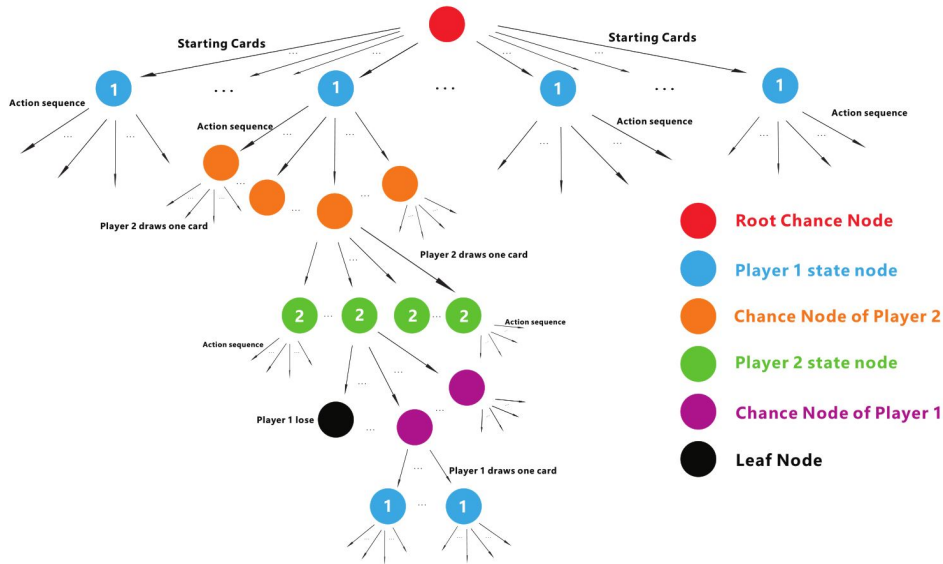 Starting Cards
Starting Cards
1
...
1
...
1
...
1
Action sequence
Action sequence
Action sequence
Action sequence
Player 2 draws one card
Player 2 draws one card
2
2
2
2
Action sequence
Action sequence
Player 1 lose
Player 1 draws one card
1
1
Root Chance Node
Player 1 state node
Chance Node of Player 2
Player 2 state node
Chance Node of Player 1
Leaf Node